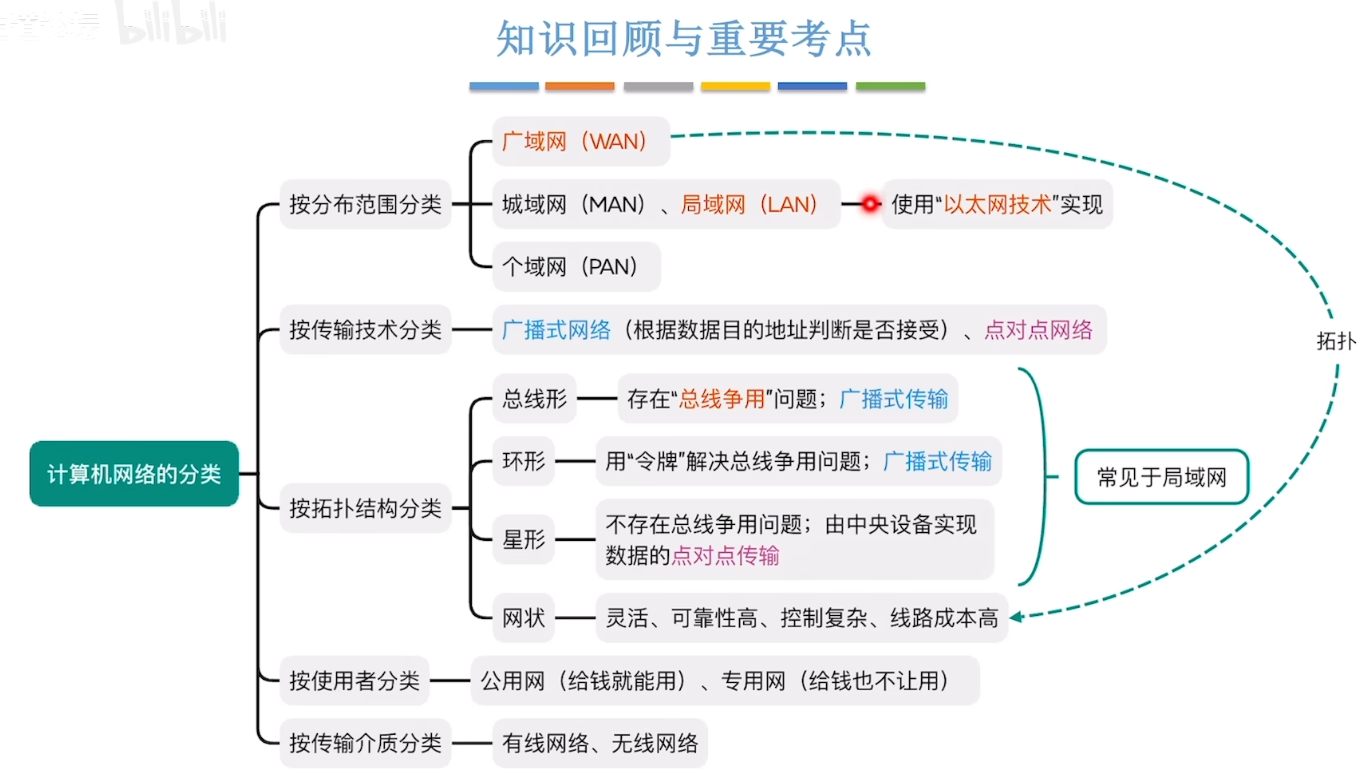 bilibili
知识回顾与重要考点
广域网（WAN）
按分布范围分类
城域网（MAN）、局域网（LAN）
使用“以太网技术”实现
个域网（PAN）
按传输技术分类
广播式网络（根据数据目的地址判断是否接受）、点对点网络
拓扑
计算机网络的分类
按拓扑结构分类
总线形
存在“总线争用”问题；广播式传输
环形
用“令牌”解决总线争用问题；广播式传输
星形
不存在总线争用问题；由中央设备实现
数据的点对点传输
常见于局域网
网状
灵活、可靠性高、控制复杂、线路成本高
按使用者分类
公用网（给钱就能用）、专用网（给钱也不让用）
按传输介质分类
有线网络、无线网络